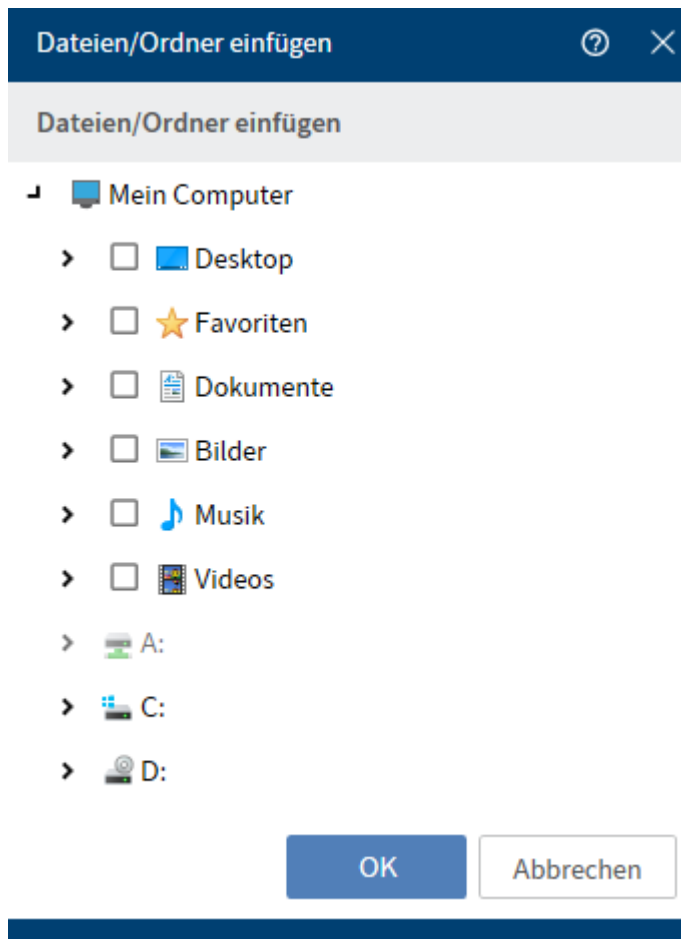 Dateien/Ordner einfügen
Dateien/Ordner einfügen
Mein Computer
Desktop
Favoriten
Dokumente
Bilder
Musik
Videos
A:
C:
D:
OK
Abbrechen